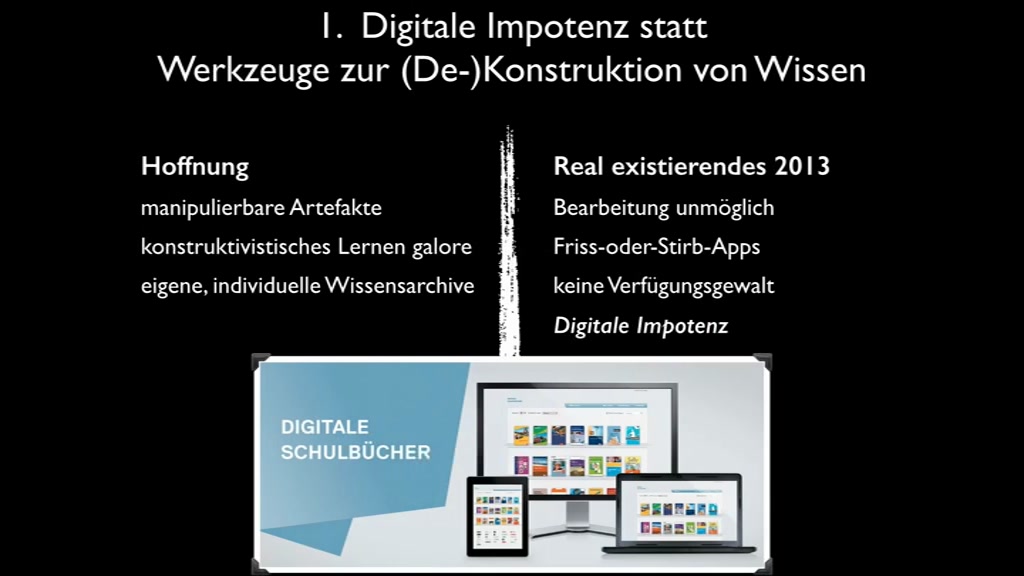 1. Digitale Impotenz statt
Werkzeuge zur (De-)Konstruktion von Wissen
Hoffnung
manipulierbare Artefakte
konstruktivistisches Lernen galore
eigene, individuelle Wissensarchive
Real existierendes 2013
Bearbeitung unmöglich
Friss-oder-Stirb-Apps
keine Verfügungsgewalt
Digitale Impotenz
DIGITALE
SCHULBÜCHER